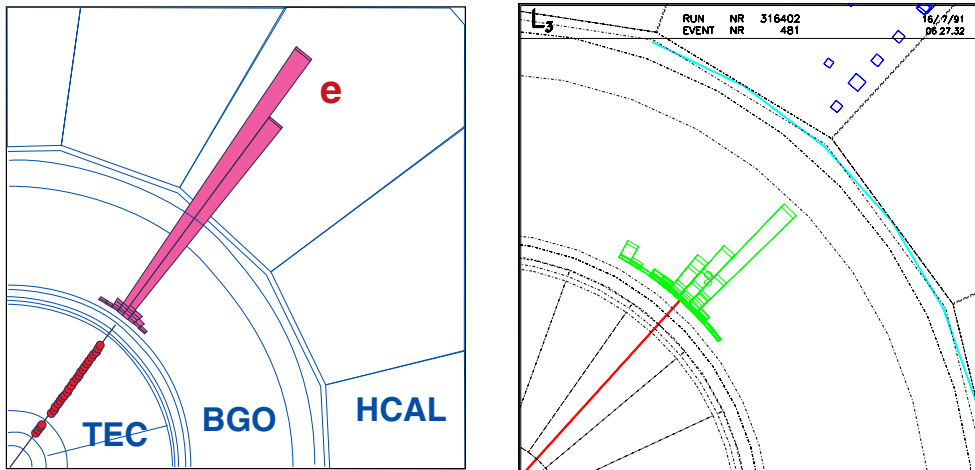 e
TEC
BGO
HCAL
L3
RUN NR 316402 16/ 7/91
EVENT NR 481 06 27.32